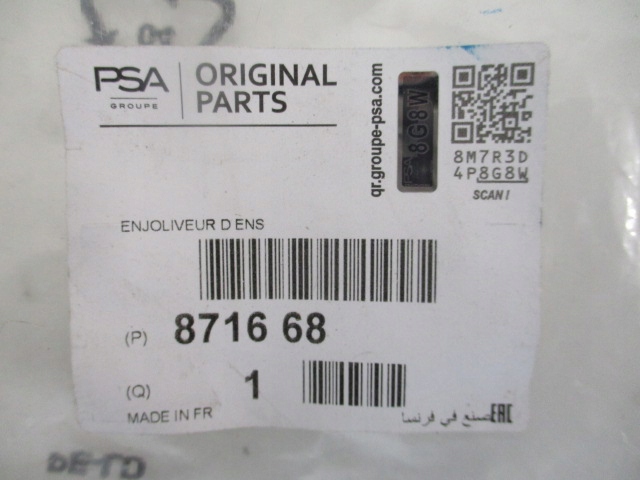 PSA
GROUPE
ORIGINAL
PARTS
qr.groupe-psa.com
PSA 8G8W
8M7R3D
4P8G8W
SCAN!
ENJOLIVEUR D ENS
(P) 8716 68
(Q) 1
MADE IN FR
صنع في فرنسا
EAC